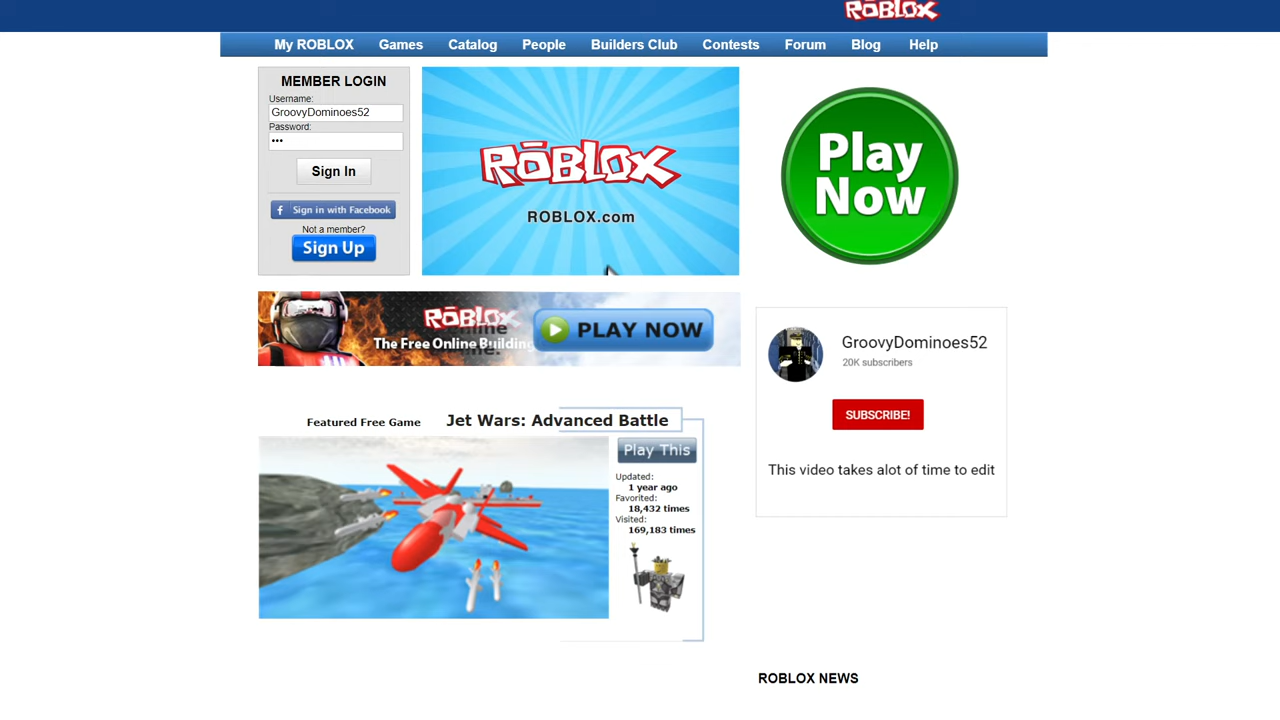 RŌBLOX
My ROBLOX Games Catalog People Builders Club Contests Forum Blog Help
MEMBER LOGIN
Username:
GroovyDominoes52
Password:
•••
Sign In
f Sign in with Facebook
Not a member?
Sign Up
RŌBLOX
ROBLOX.com
Play
Now
RŌBLOX
The Free Online Building
PLAY NOW
GroovyDominoes52
20K subscribers
SUBSCRIBE!
This video takes alot of time to edit
Featured Free Game Jet Wars: Advanced Battle
Play This
Updated:
1 year ago
Favorited:
18,432 times
Visited:
169,183 times
ROBLOX NEWS